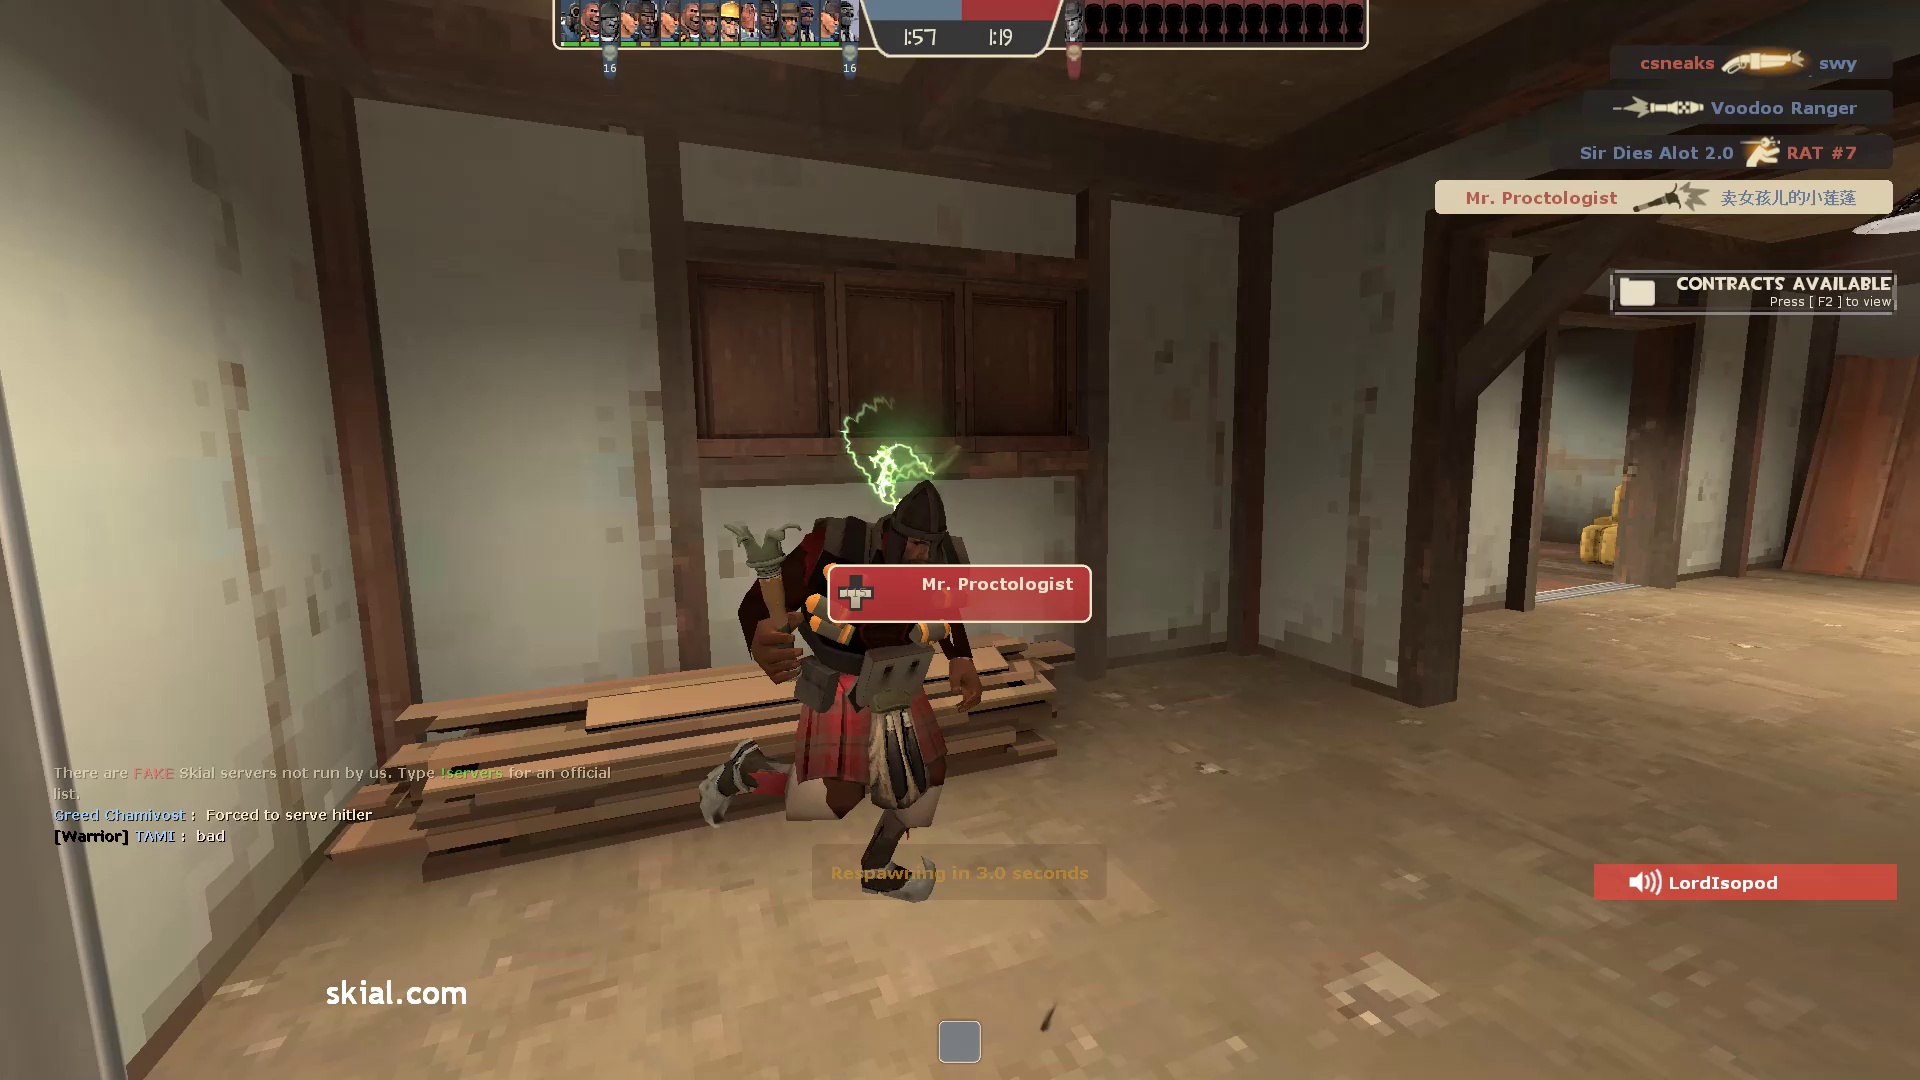 1:57 1:19
16 16
csneaks swy
Voodoo Ranger
Sir Dies Alot 2.0 RAT #7
Mr. Proctologist 卖女孩儿的小莲蓬
CONTRACTS AVAILABLE
Press [ F2 ] to view
Mr. Proctologist
There are FAKE Skial servers not run by us. Type !servers for an official
list.
Greed Chamivost : Forced to serve hitler
[Warrior] TAMI : bad
Respawning in 3.0 seconds
LordIsopod
skial.com